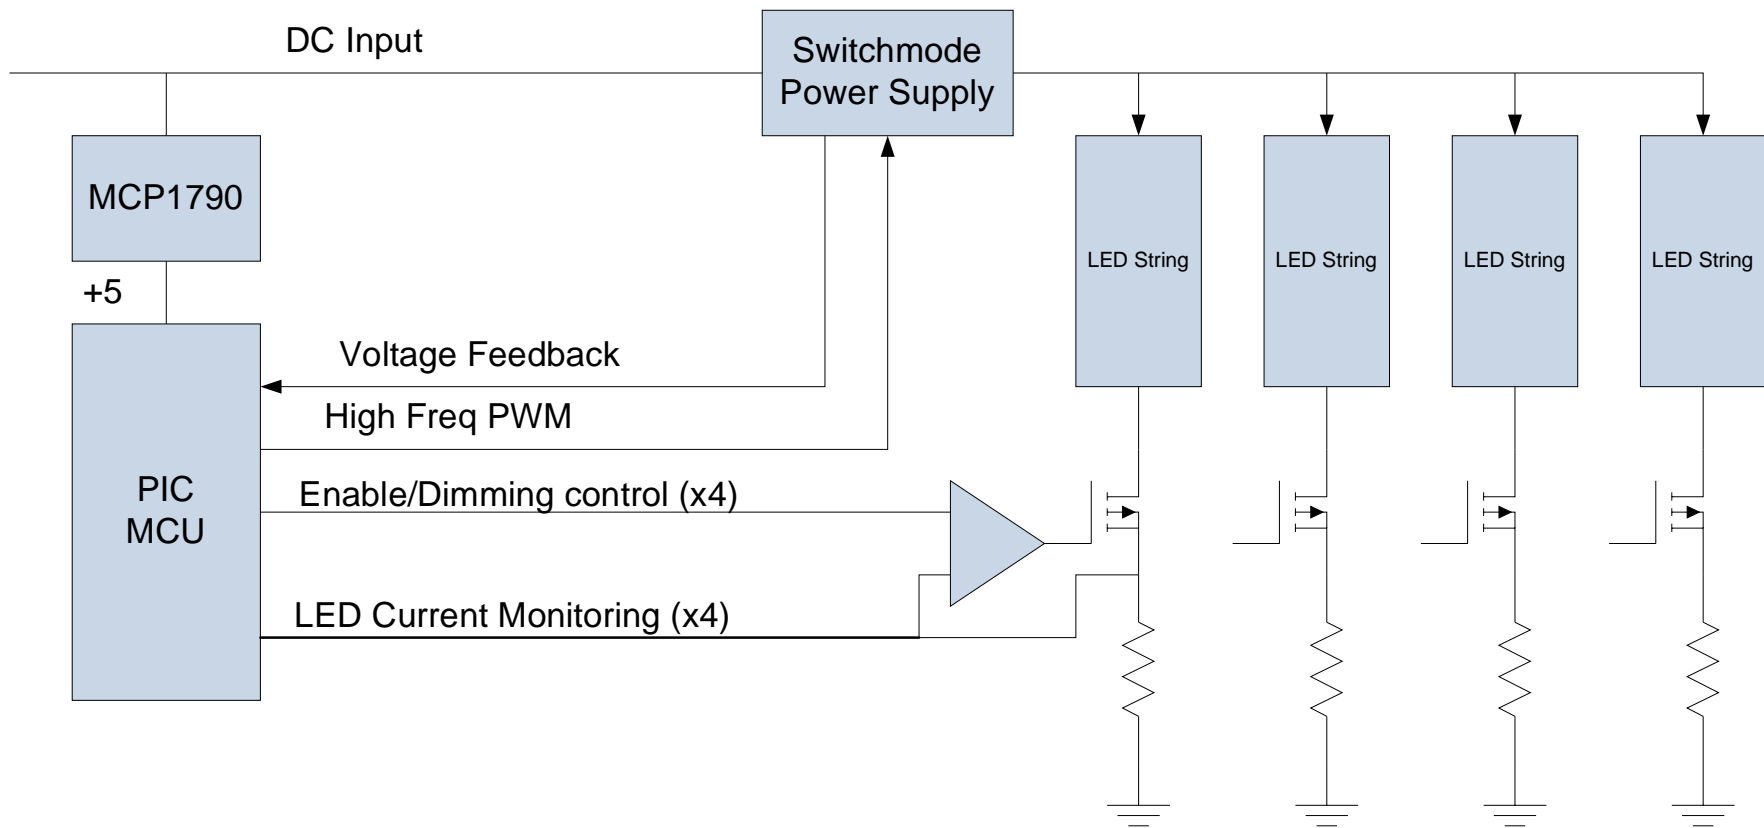 DC Input
Switchmode
Power Supply
MCP1790
+5
LED String
LED String
LED String
LED String
Voltage Feedback
High Freq PWM
PIC
MCU
Enable/Dimming control (x4)
LED Current Monitoring (x4)